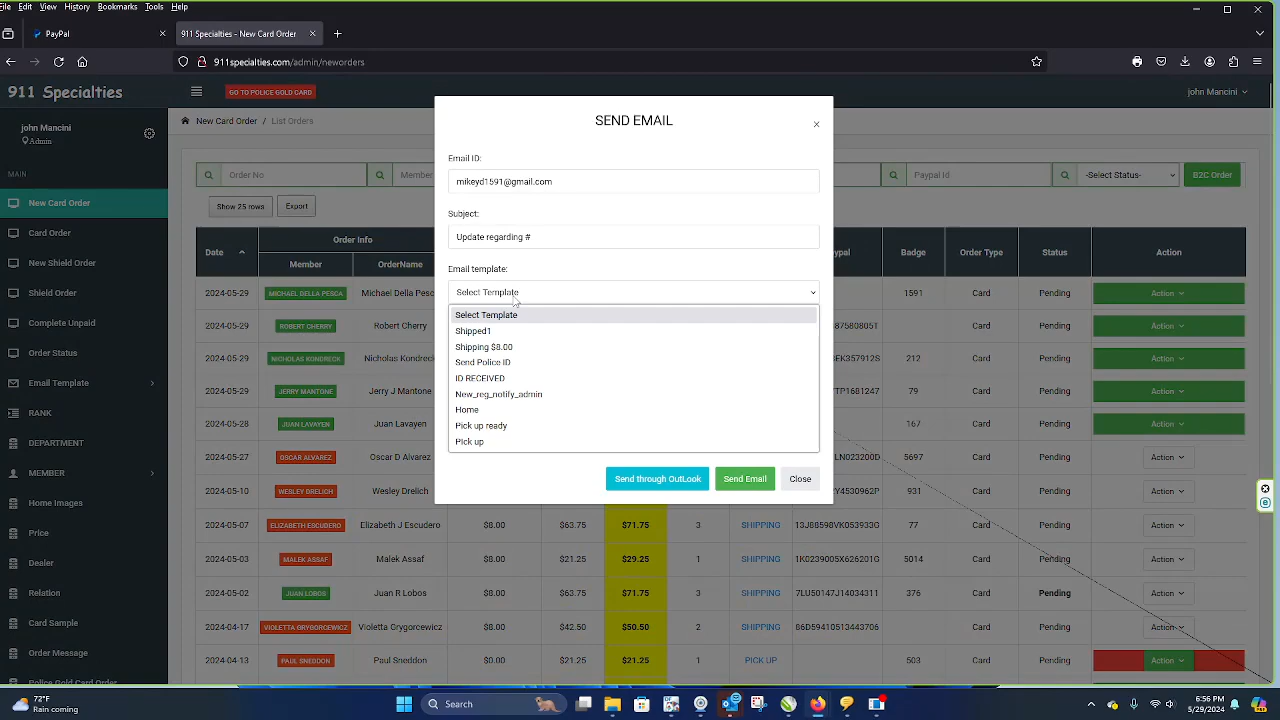 File Edit View History Bookmarks Tools Help
PayPal
911 Specialties – New Card Order
911specialties.com/admin/neworders
911 Specialties
GO TO POLICE GOLD CARD
john Mancini
john Mancini
Admin
MAIN
New Card Order
Card Order
New Shield Order
Shield Order
Complete Unpaid
Order Status
Email Template
RANK
DEPARTMENT
MEMBER
Home Images
Price
Dealer
Relation
Card Sample
Order Message
Police Gold Card Order
New Card Order / List Orders
Order No
Member
Paypal Id
-Select Status-
B2C Order
Show 25 rows
Export
Date
Order Info
Member
OrderName
Badge
Order Type
Status
Action
2024-05-29 MICHAEL DELLA PESCA Michael Della Pesca 1591 Card Pending Action
2024-05-29 ROBERT CHERRY Robert Cherry Card Pending Action
2024-05-29 NICHOLAS KONDRECK Nicholas 212 Card Pending Action
2024-05-29 JERRY MANTONE Jerry J Mantone 471 Card Pending Action
2024-05-28 JUAN LAVAYEN Juan Lavayen 167 Card Pending Action
2024-05-27 OSCAR ALVAREZ Oscar D Alvarez 5697 Card Pending Action
2024-05-10 WESLEY DRELICH Wesley Drelich 931 Card Pending Action
2024-05-07 ELIZABETH ESCUDERO Elizabeth J Escudero $8.00 $63.75 $71.75 3 SHIPPING 13J88598VK053933G 77 Card Pending Action
2024-05-03 MALEK ASSAF Malek Assaf $8.00 $21.25 $29.25 1 SHIPPING 1K0239005X626201G 5014 Card Pending Action
2024-05-02 JUAN LOBOS Juan R Lobos $8.00 $63.75 $71.75 3 SHIPPING 7LU50147J14034311 376 Card Pending Action
2024-04-17 VIOLETTA GRYGORCEWICZ Violetta Grygorcewicz $8.00 $42.50 $50.50 2 SHIPPING 86D59410513443706 Card Pending Action
2024-04-13 PAUL SNEDDON Paul Sneddon $0.00 $21.25 $21.25 1 PICK UP 503 Card Pending Action
SEND EMAIL
Email ID:
mikeyd1591@gmail.com
Subject:
Update regarding #
Email template:
Select Template
Select Template
Shipped1
Shipping $8.00
Send Police ID
ID RECEIVED
New_reg_notify_admin
Home
Pick up ready
Pick up
Send through OutLook
Send Email
Close
72°F
Rain coming
Search
6:56 PM